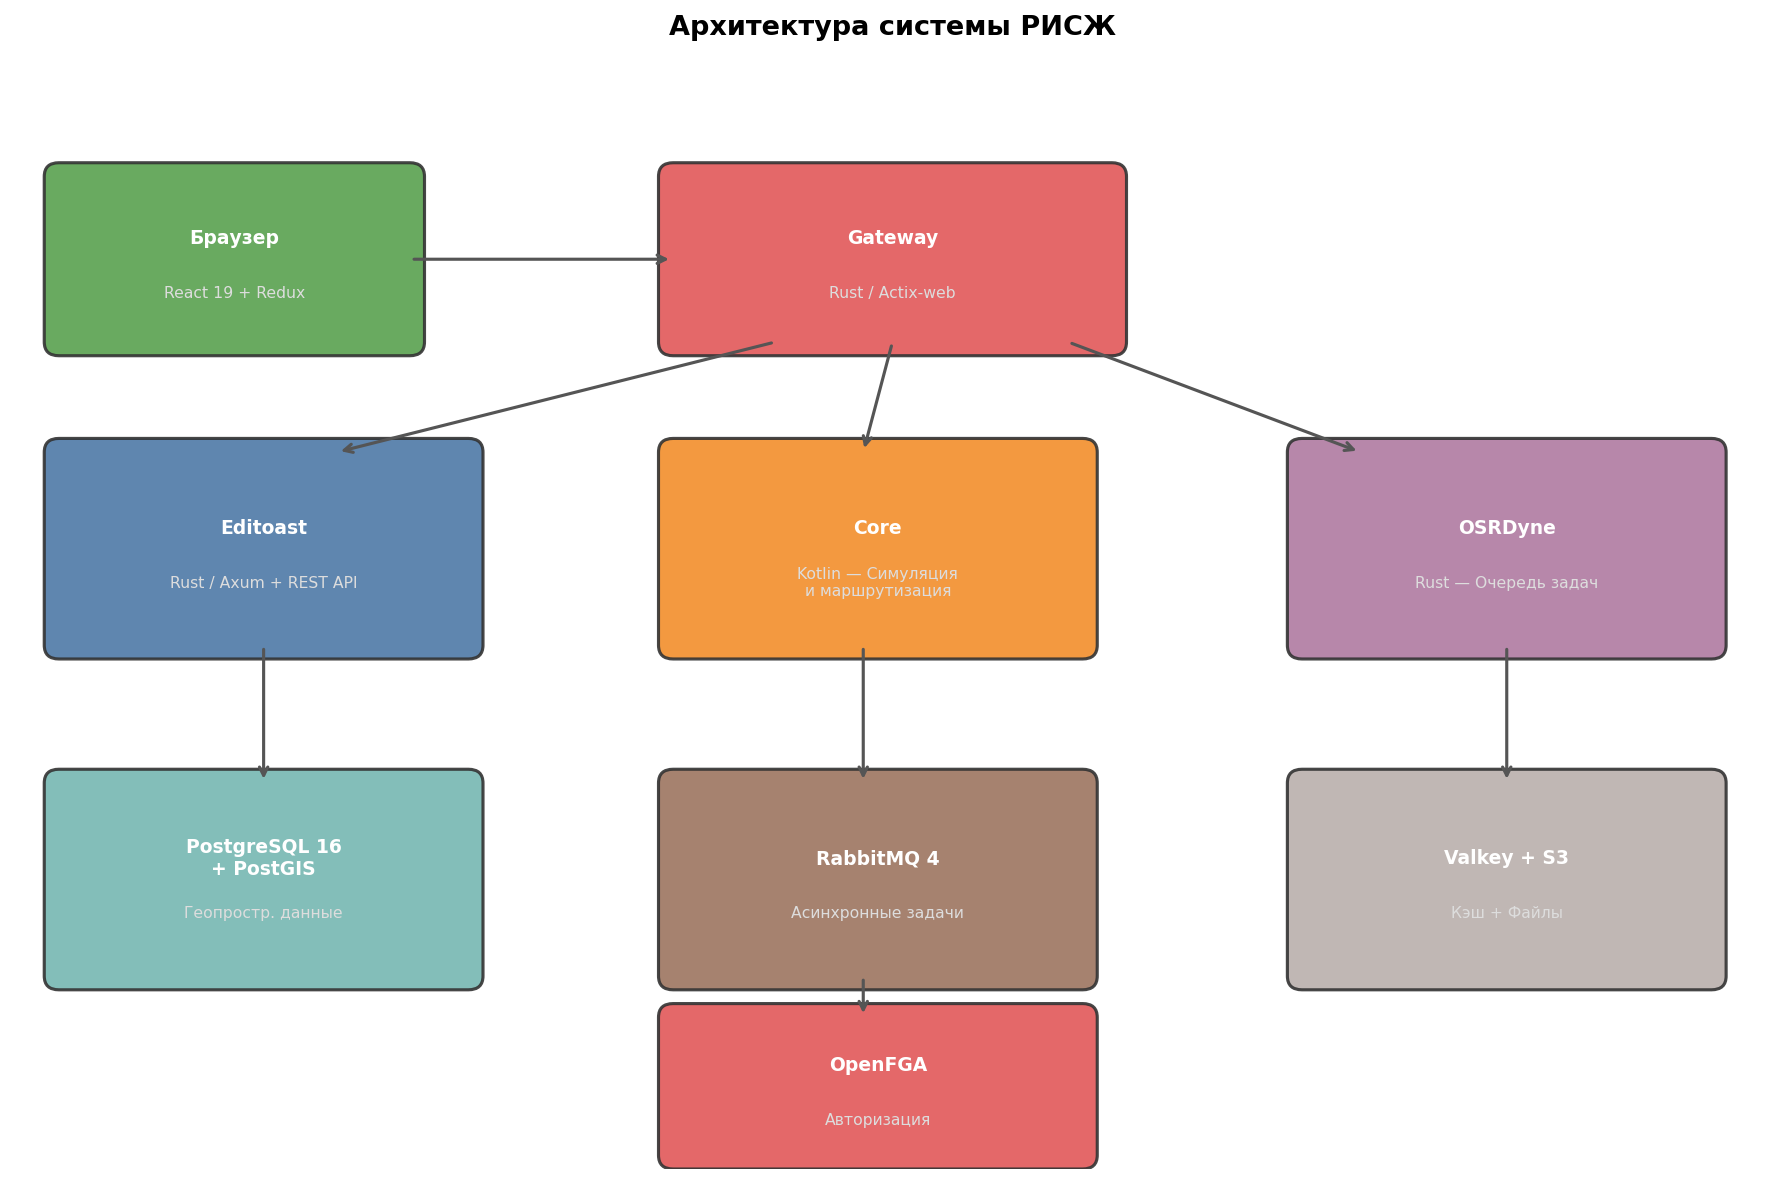 Архитектура системы РИСЖ
Браузер
React 19 + Redux
Gateway
Rust / Actix-web
Editoast
Rust / Axum + REST API
Core
Kotlin — Симуляция
и маршрутизация
OSRDyne
Rust — Очередь задач
PostgreSQL 16
+ PostGIS
Геопростр. данные
RabbitMQ 4
Асинхронные задачи
Valkey + S3
Кэш + Файлы
OpenFGA
Авторизация